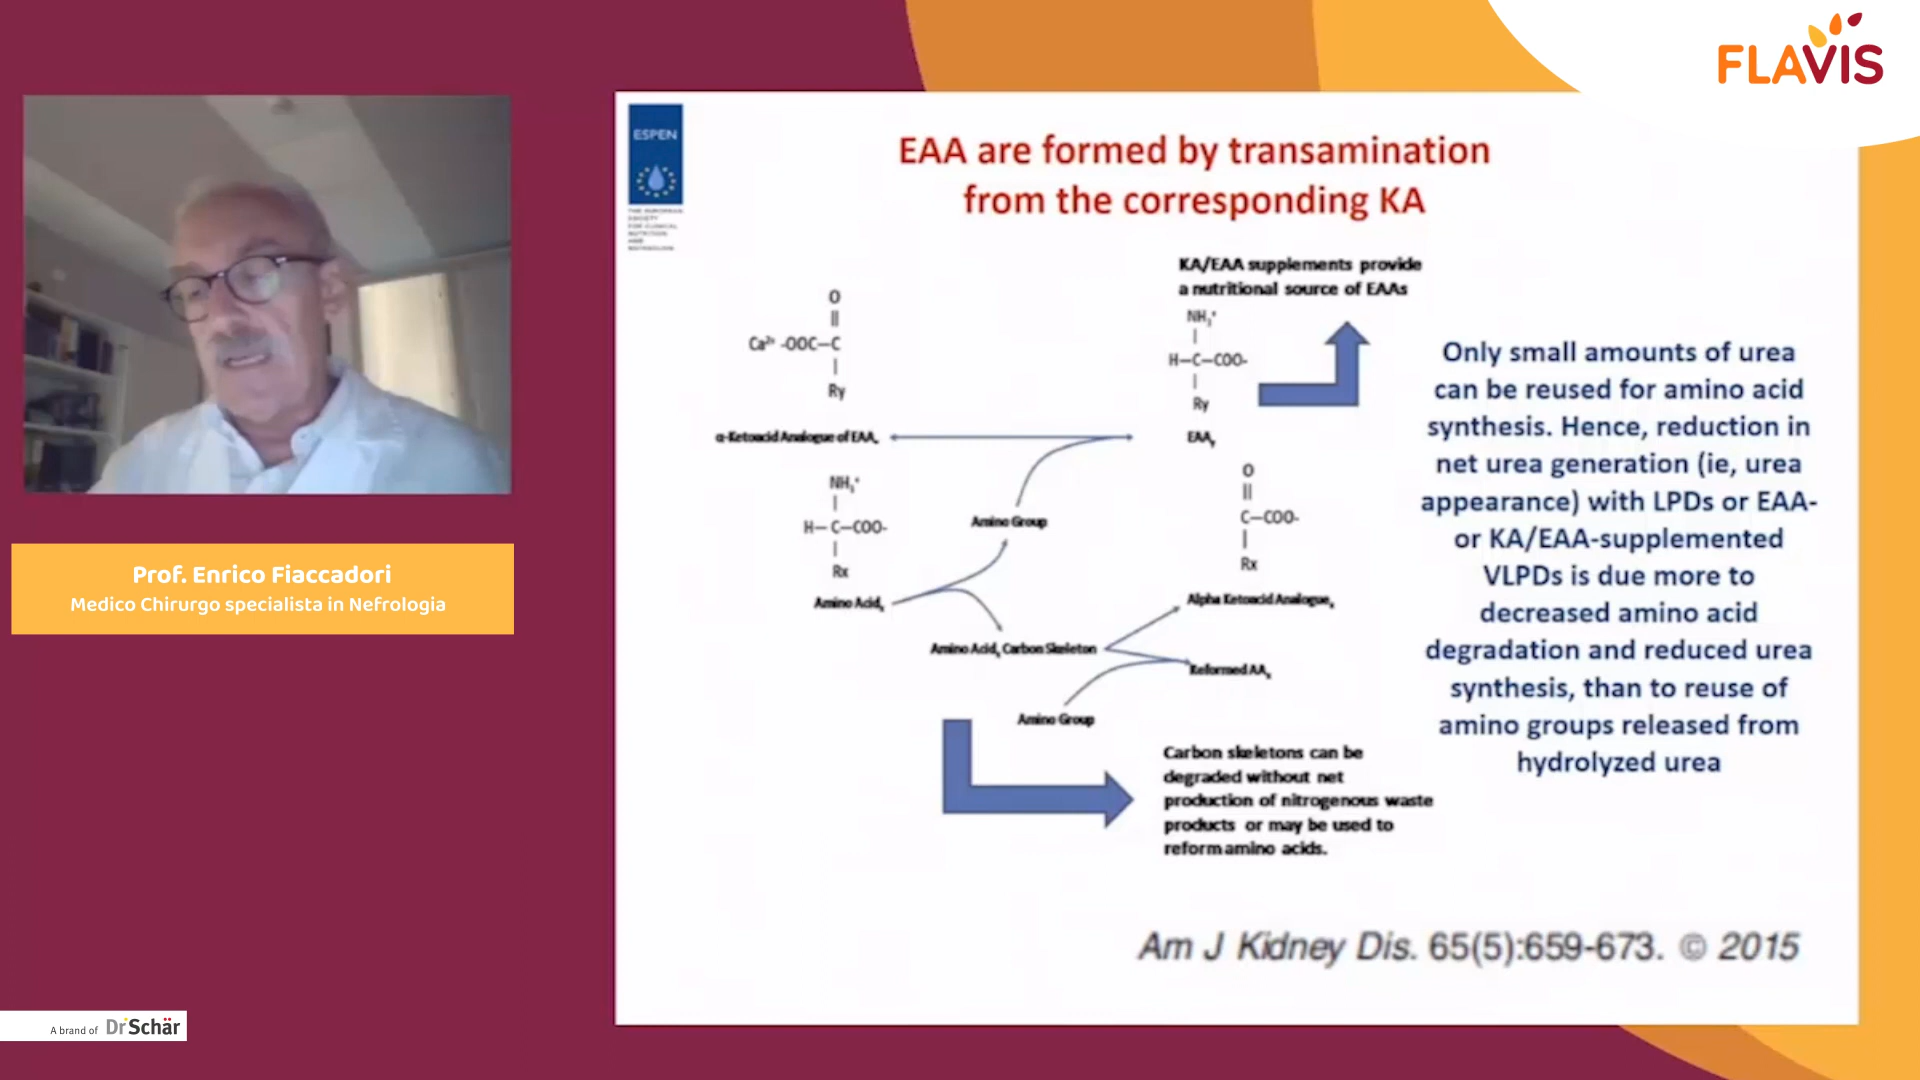 FLAVIS
ESPEN
EAA are formed by transamination
from the corresponding KA
KA/EAA supplements provide
a nutritional source of EAAs
O
Ca²⁺ -OOC—C
Ry
α-Ketoacid Analogue of EAAy
NH₃⁺
H—C—COO-
Ry
EAAy
NH₃⁺
H—C—COO-
Rx
Amino Acidx
Amino Group
O
C—COO-
Rx
Alpha Ketoacid Analoguex
Amino Acidx Carbon Skeleton
Reformed AAx
Amino Group
Carbon skeletons can be
degraded without net
production of nitrogenous waste
products or may be used to
reform amino acids.
Only small amounts of urea
can be reused for amino acid
synthesis. Hence, reduction in
net urea generation (ie, urea
appearance) with LPDs or EAA-
or KA/EAA-supplemented
VLPDs is due more to
decreased amino acid
degradation and reduced urea
synthesis, than to reuse of
amino groups released from
hydrolyzed urea
Am J Kidney Dis. 65(5):659-673. © 2015
Prof. Enrico Fiaccadori
Medico Chirurgo specialista in Nefrologia
A brand of Dr Schär